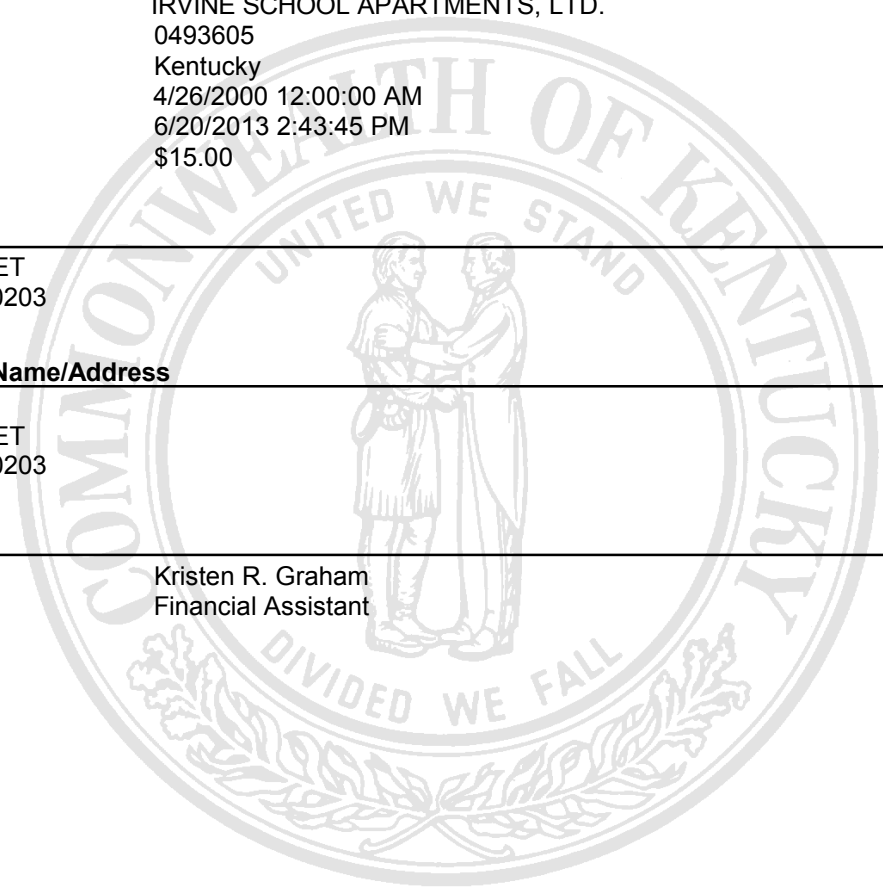 IRVINE SCHOOL APARTMENTS, LTD.
0493605
Kentucky
4/26/2000 12:00:00 AM
6/20/2013 2:43:45 PM
$15.00
ET
0203
Name/Address
ET
0203
Kristen R. Graham
Financial Assistant
COMMONWEALTH OF KENTUCKY
UNITED WE STAND
DIVIDED WE FALL